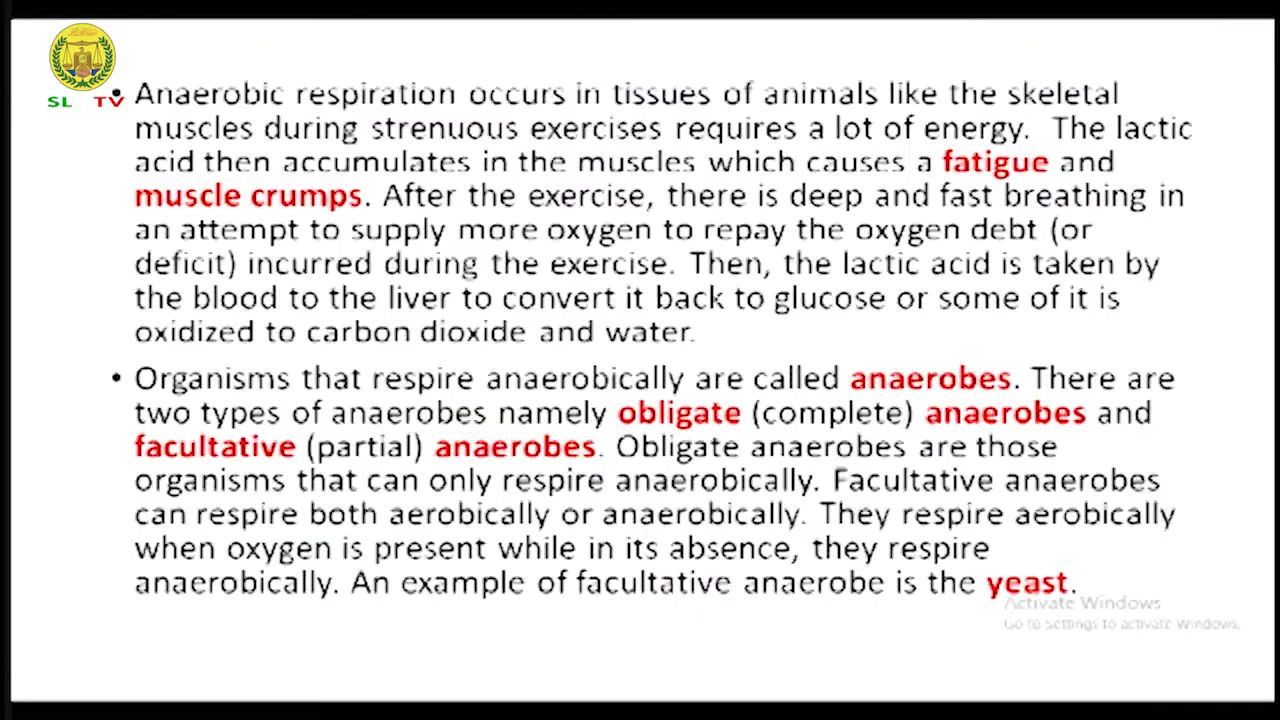 SL TV
• Anaerobic respiration occurs in tissues of animals like the skeletal
muscles during strenuous exercises requires a lot of energy. The lactic
acid then accumulates in the muscles which causes a fatigue and
muscle crumps. After the exercise, there is deep and fast breathing in
an attempt to supply more oxygen to repay the oxygen debt (or
deficit) incurred during the exercise. Then, the lactic acid is taken by
the blood to the liver to convert it back to glucose or some of it is
oxidized to carbon dioxide and water.
• Organisms that respire anaerobically are called anaerobes. There are
two types of anaerobes namely obligate (complete) anaerobes and
facultative (partial) anaerobes. Obligate anaerobes are those
organisms that can only respire anaerobically. Facultative anaerobes
can respire both aerobically or anaerobically. They respire aerobically
when oxygen is present while in its absence, they respire
anaerobically. An example of facultative anaerobe is the yeast.
Activate Windows
Go to Settings to activate Windows.